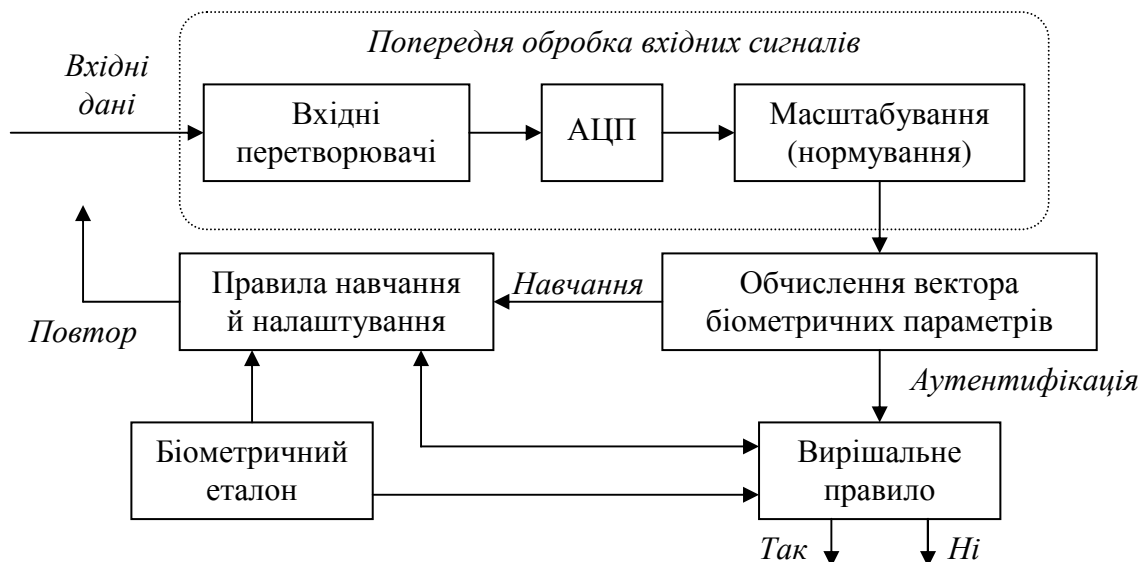 Попередня обробка вхідних сигналів
Вхідні
дані
Вхідні
перетворювачі
АЦП
Масштабування
(нормування)
Правила навчання
й налаштування
Навчання
Обчислення вектора
біометричних параметрів
Повтор
Аутентифікація
Біометричний
еталон
Вирішальне
правило
Так
Ні